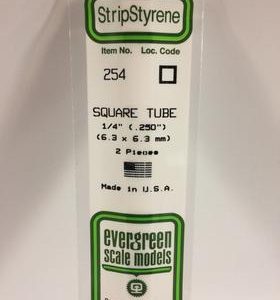 StripStyrene
Item No. Loc. Code
254
SQUARE TUBE
1/4" (.250")
(6.3 x 6.3 mm)
2 Pieces
Made in U.S.A.
evergreen
scale models